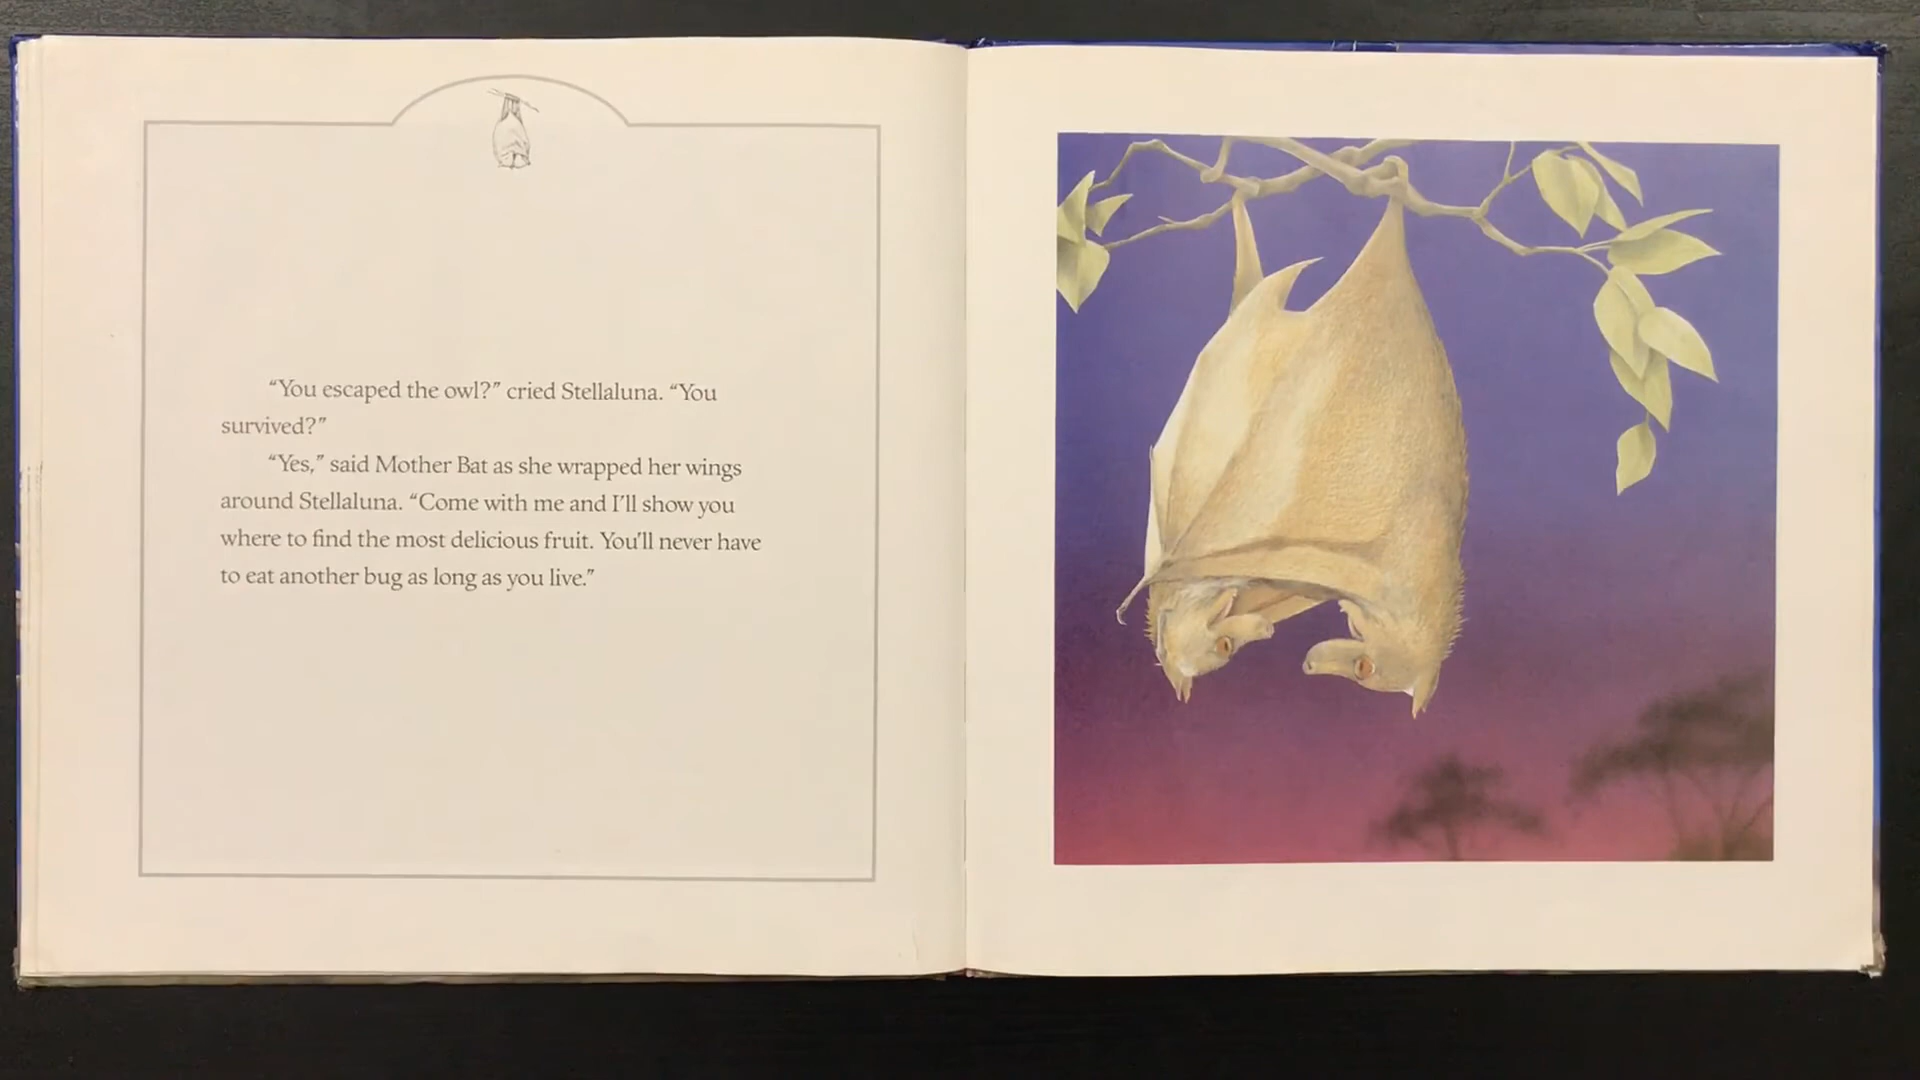 “You escaped the owl?” cried Stellaluna. “You
survived?”
“Yes,” said Mother Bat as she wrapped her wings
around Stellaluna. “Come with me and I’ll show you
where to find the most delicious fruit. You’ll never have
to eat another bug as long as you live.”